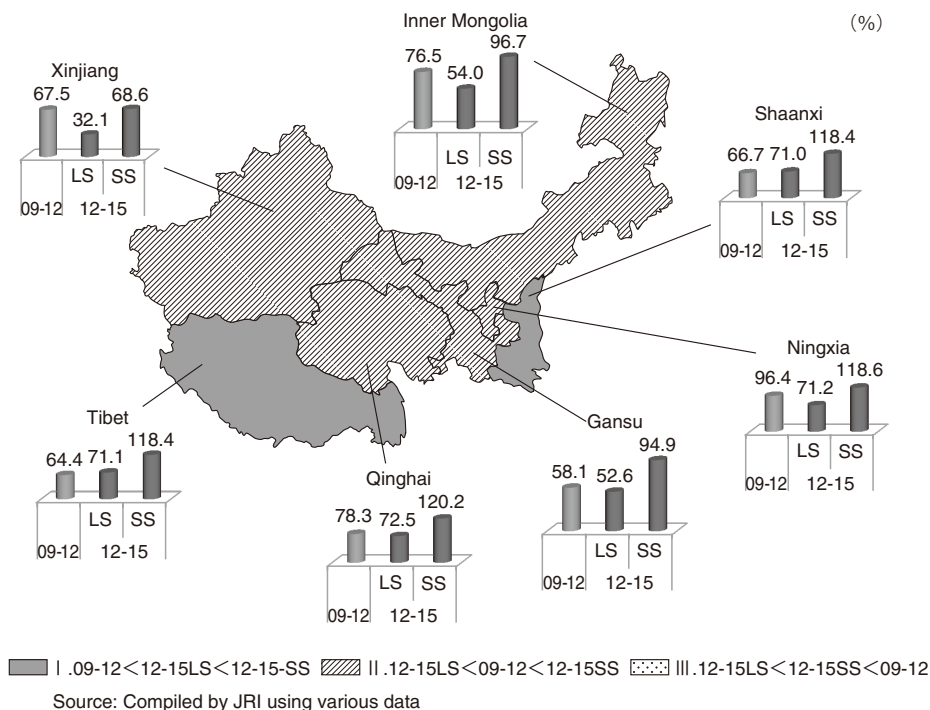 (%)
Inner Mongolia
76.5 54.0 96.7
LS SS
09-12 12-15
Xinjiang
67.5 32.1 68.6
LS SS
09-12 12-15
Shaanxi
66.7 71.0 118.4
LS SS
09-12 12-15
Ningxia
96.4 71.2 118.6
LS SS
09-12 12-15
Tibet
64.4 71.1 118.4
LS SS
09-12 12-15
Qinghai
78.3 72.5 120.2
LS SS
09-12 12-15
Gansu
58.1 52.6 94.9
LS SS
09-12 12-15
Ⅰ.09-12<12-15LS<12-15-SS Ⅱ.12-15LS<09-12<12-15SS Ⅲ.12-15LS<12-15SS<09-12
Source: Compiled by JRI using various data